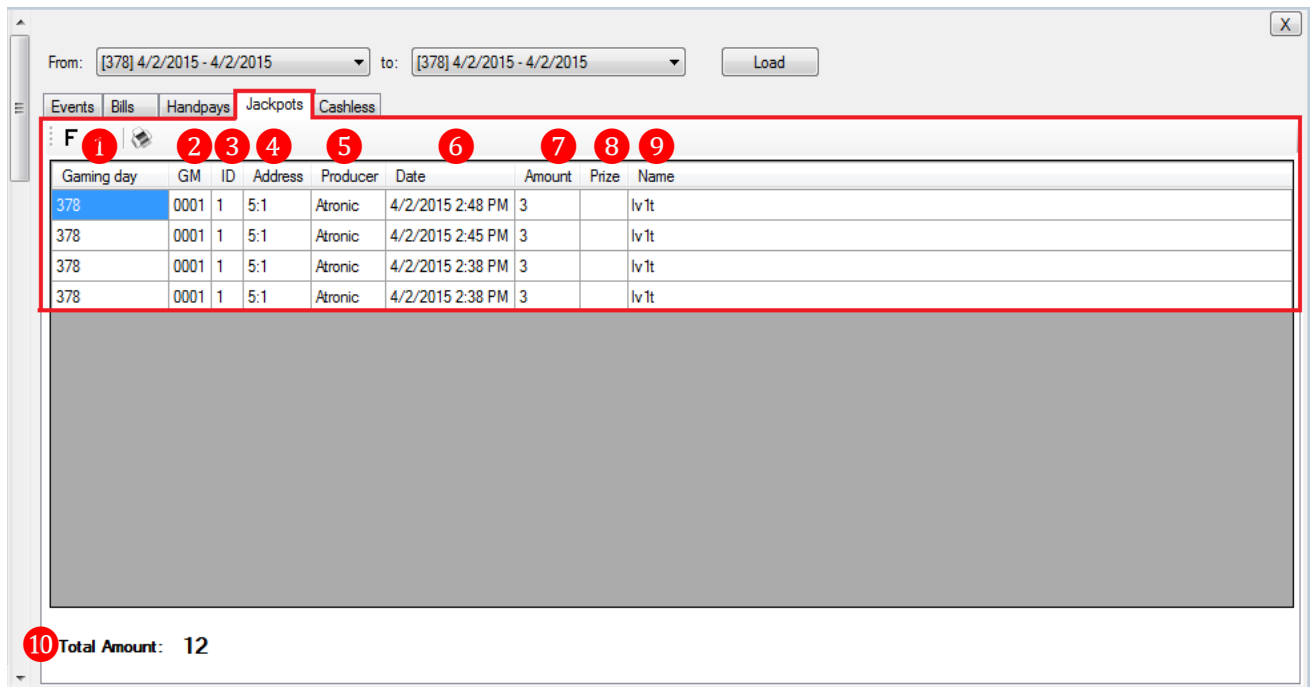 X
From: [378] 4/2/2015 - 4/2/2015 to: [378] 4/2/2015 - 4/2/2015 Load
Events Bills Handpays Jackpots Cashless
F 1 2 3 4 5 6 7 8 9
Gaming day GM ID Address Producer Date Amount Prize Name
378 0001 1 5:1 Atronic 4/2/2015 2:48 PM 3 lv1t
378 0001 1 5:1 Atronic 4/2/2015 2:45 PM 3 lv1t
378 0001 1 5:1 Atronic 4/2/2015 2:38 PM 3 lv1t
378 0001 1 5:1 Atronic 4/2/2015 2:38 PM 3 lv1t
10 Total Amount: 12